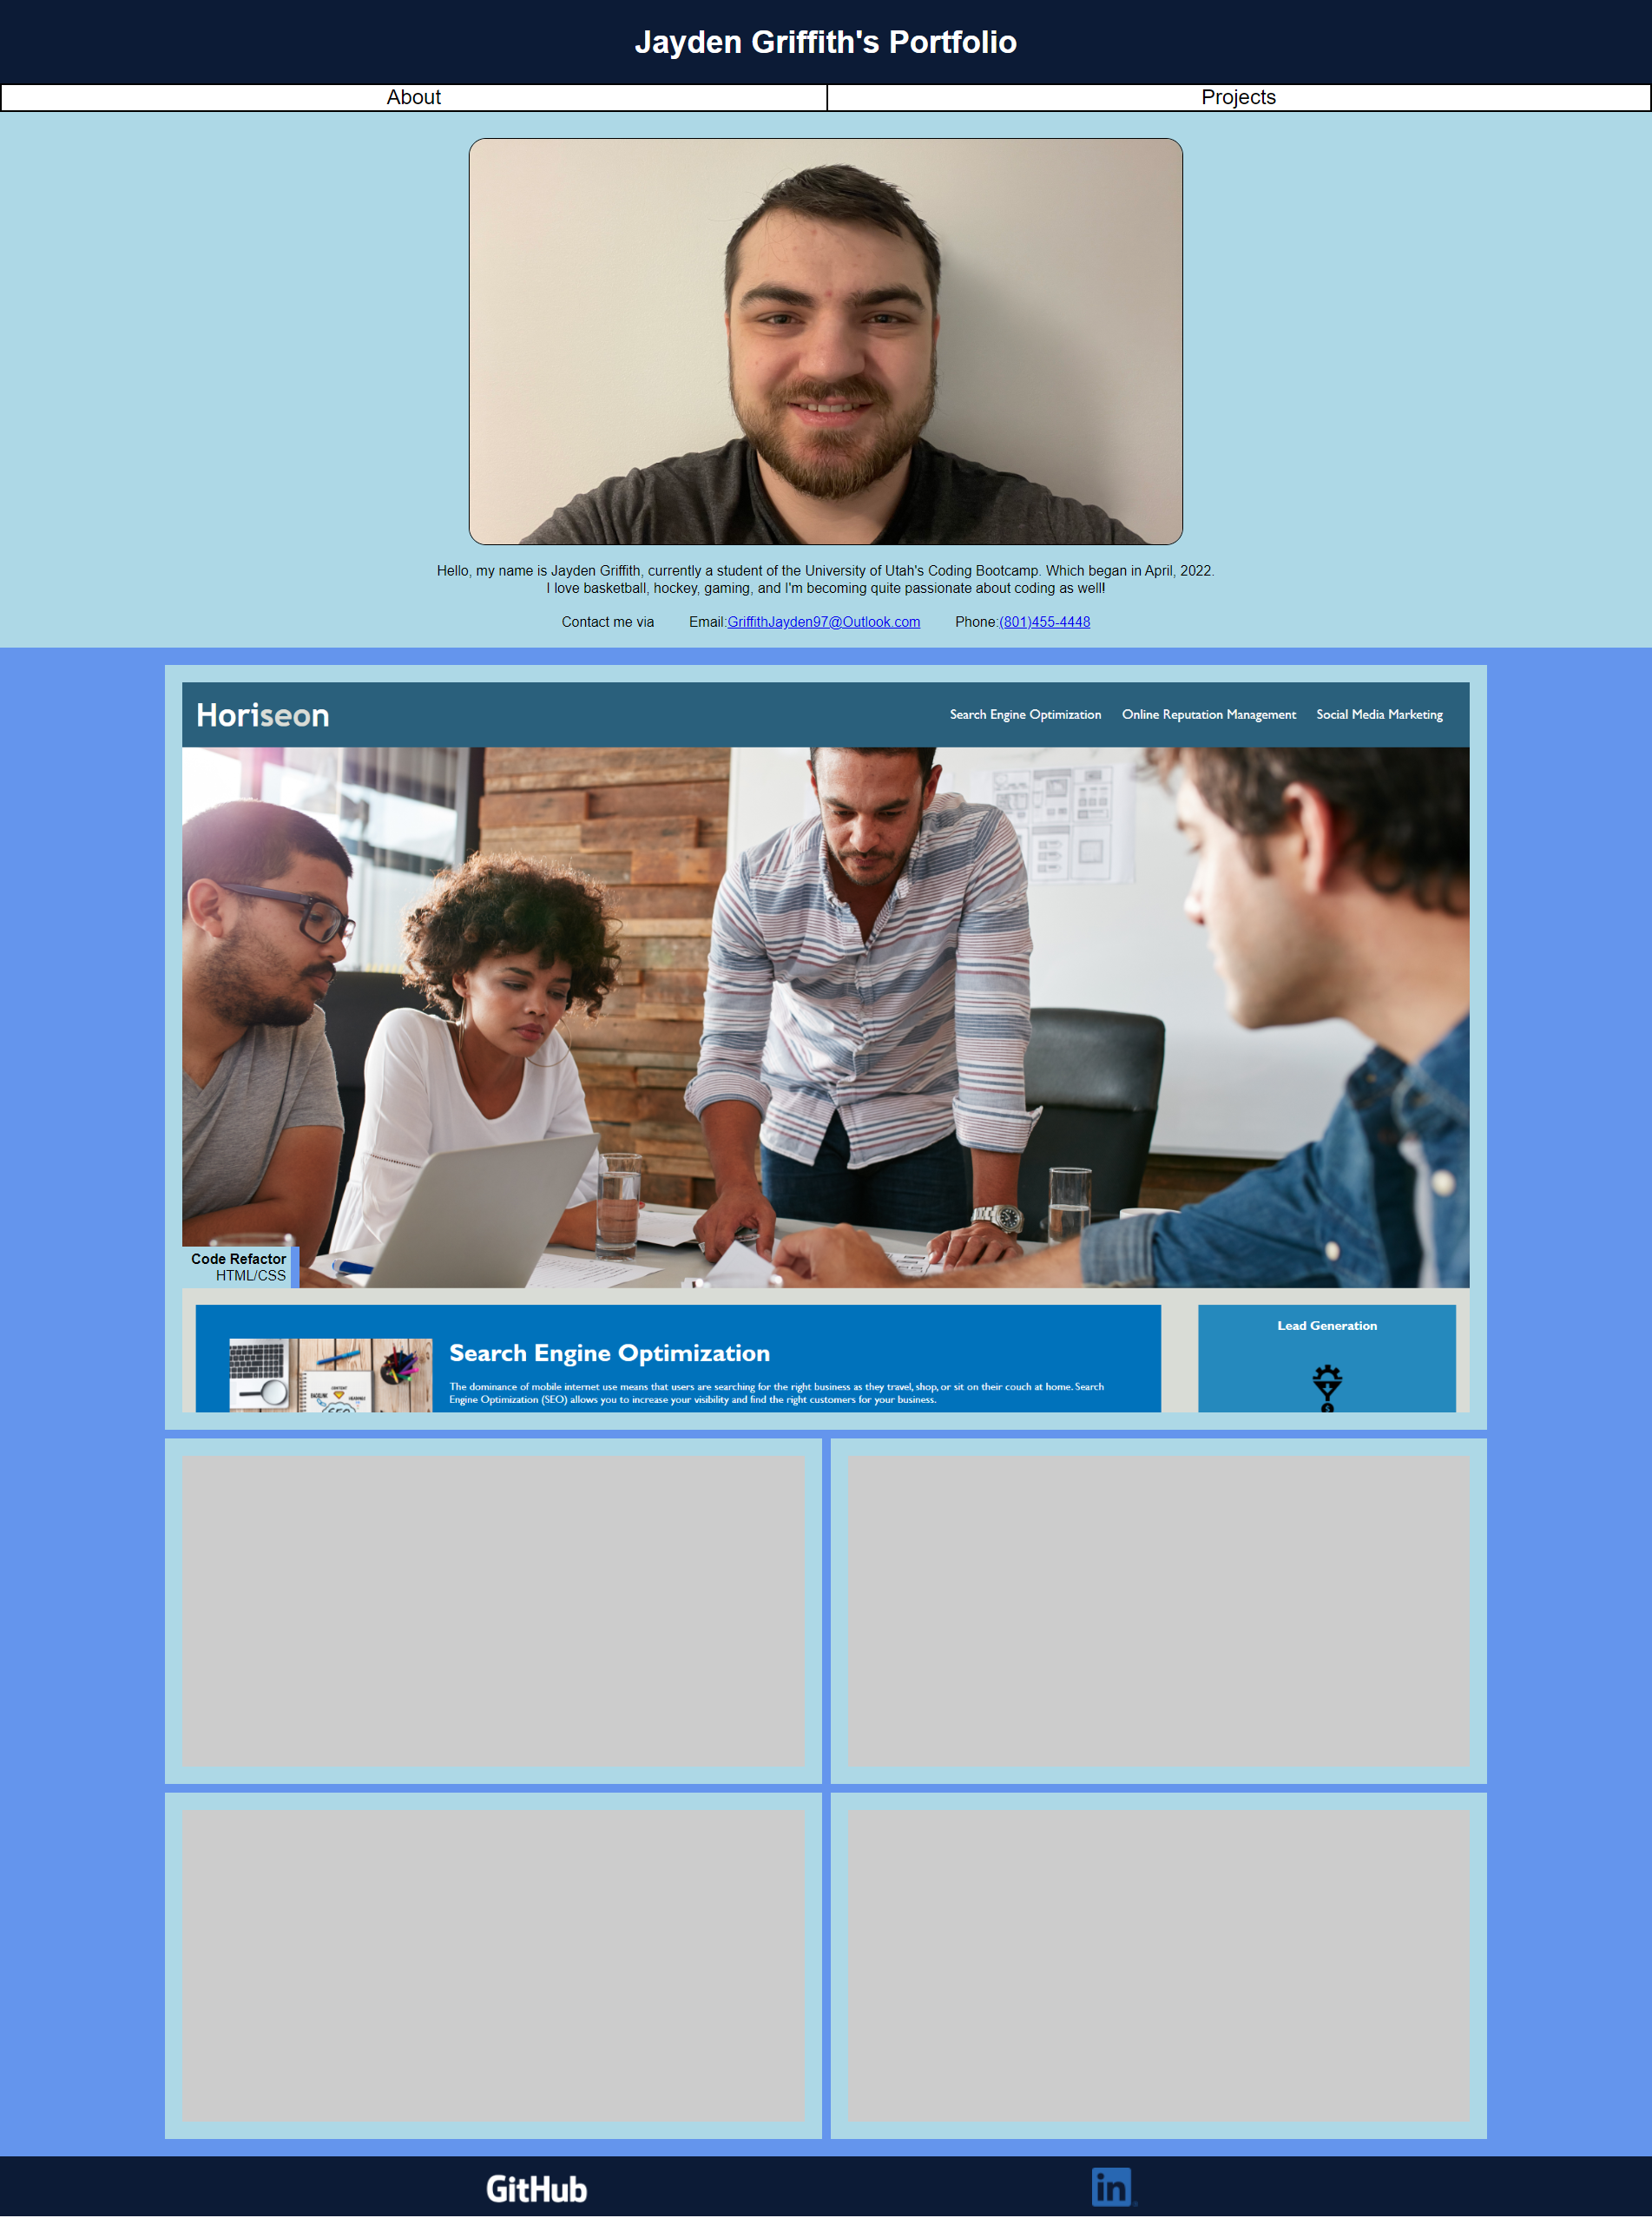 Jayden Griffith's Portfolio
About
Projects
Hello, my name is Jayden Griffith, currently a student of the University of Utah's Coding Bootcamp. Which began in April, 2022.
I love basketball, hockey, gaming, and I'm becoming quite passionate about coding as well!
Contact me via Email:GriffithJayden97@Outlook.com Phone:(801)455-4448
Horiseon
Search Engine Optimization Online Reputation Management Social Media Marketing
Code Refactor
HTML/CSS
Search Engine Optimization
The dominance of mobile internet use means that users are searching for the right business as they travel, shop, or sit on their couch at home. Search
Engine Optimization (SEO) allows you to increase your visibility and find the right customers for your business.
Lead Generation
GitHub
in